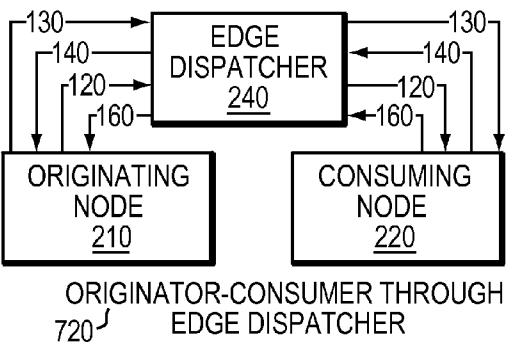 130
EDGE
DISPATCHER
240
130
140
140
120
120
160
160
ORIGINATING
NODE
210
CONSUMING
NODE
220
ORIGINATOR-CONSUMER THROUGH
720 EDGE DISPATCHER